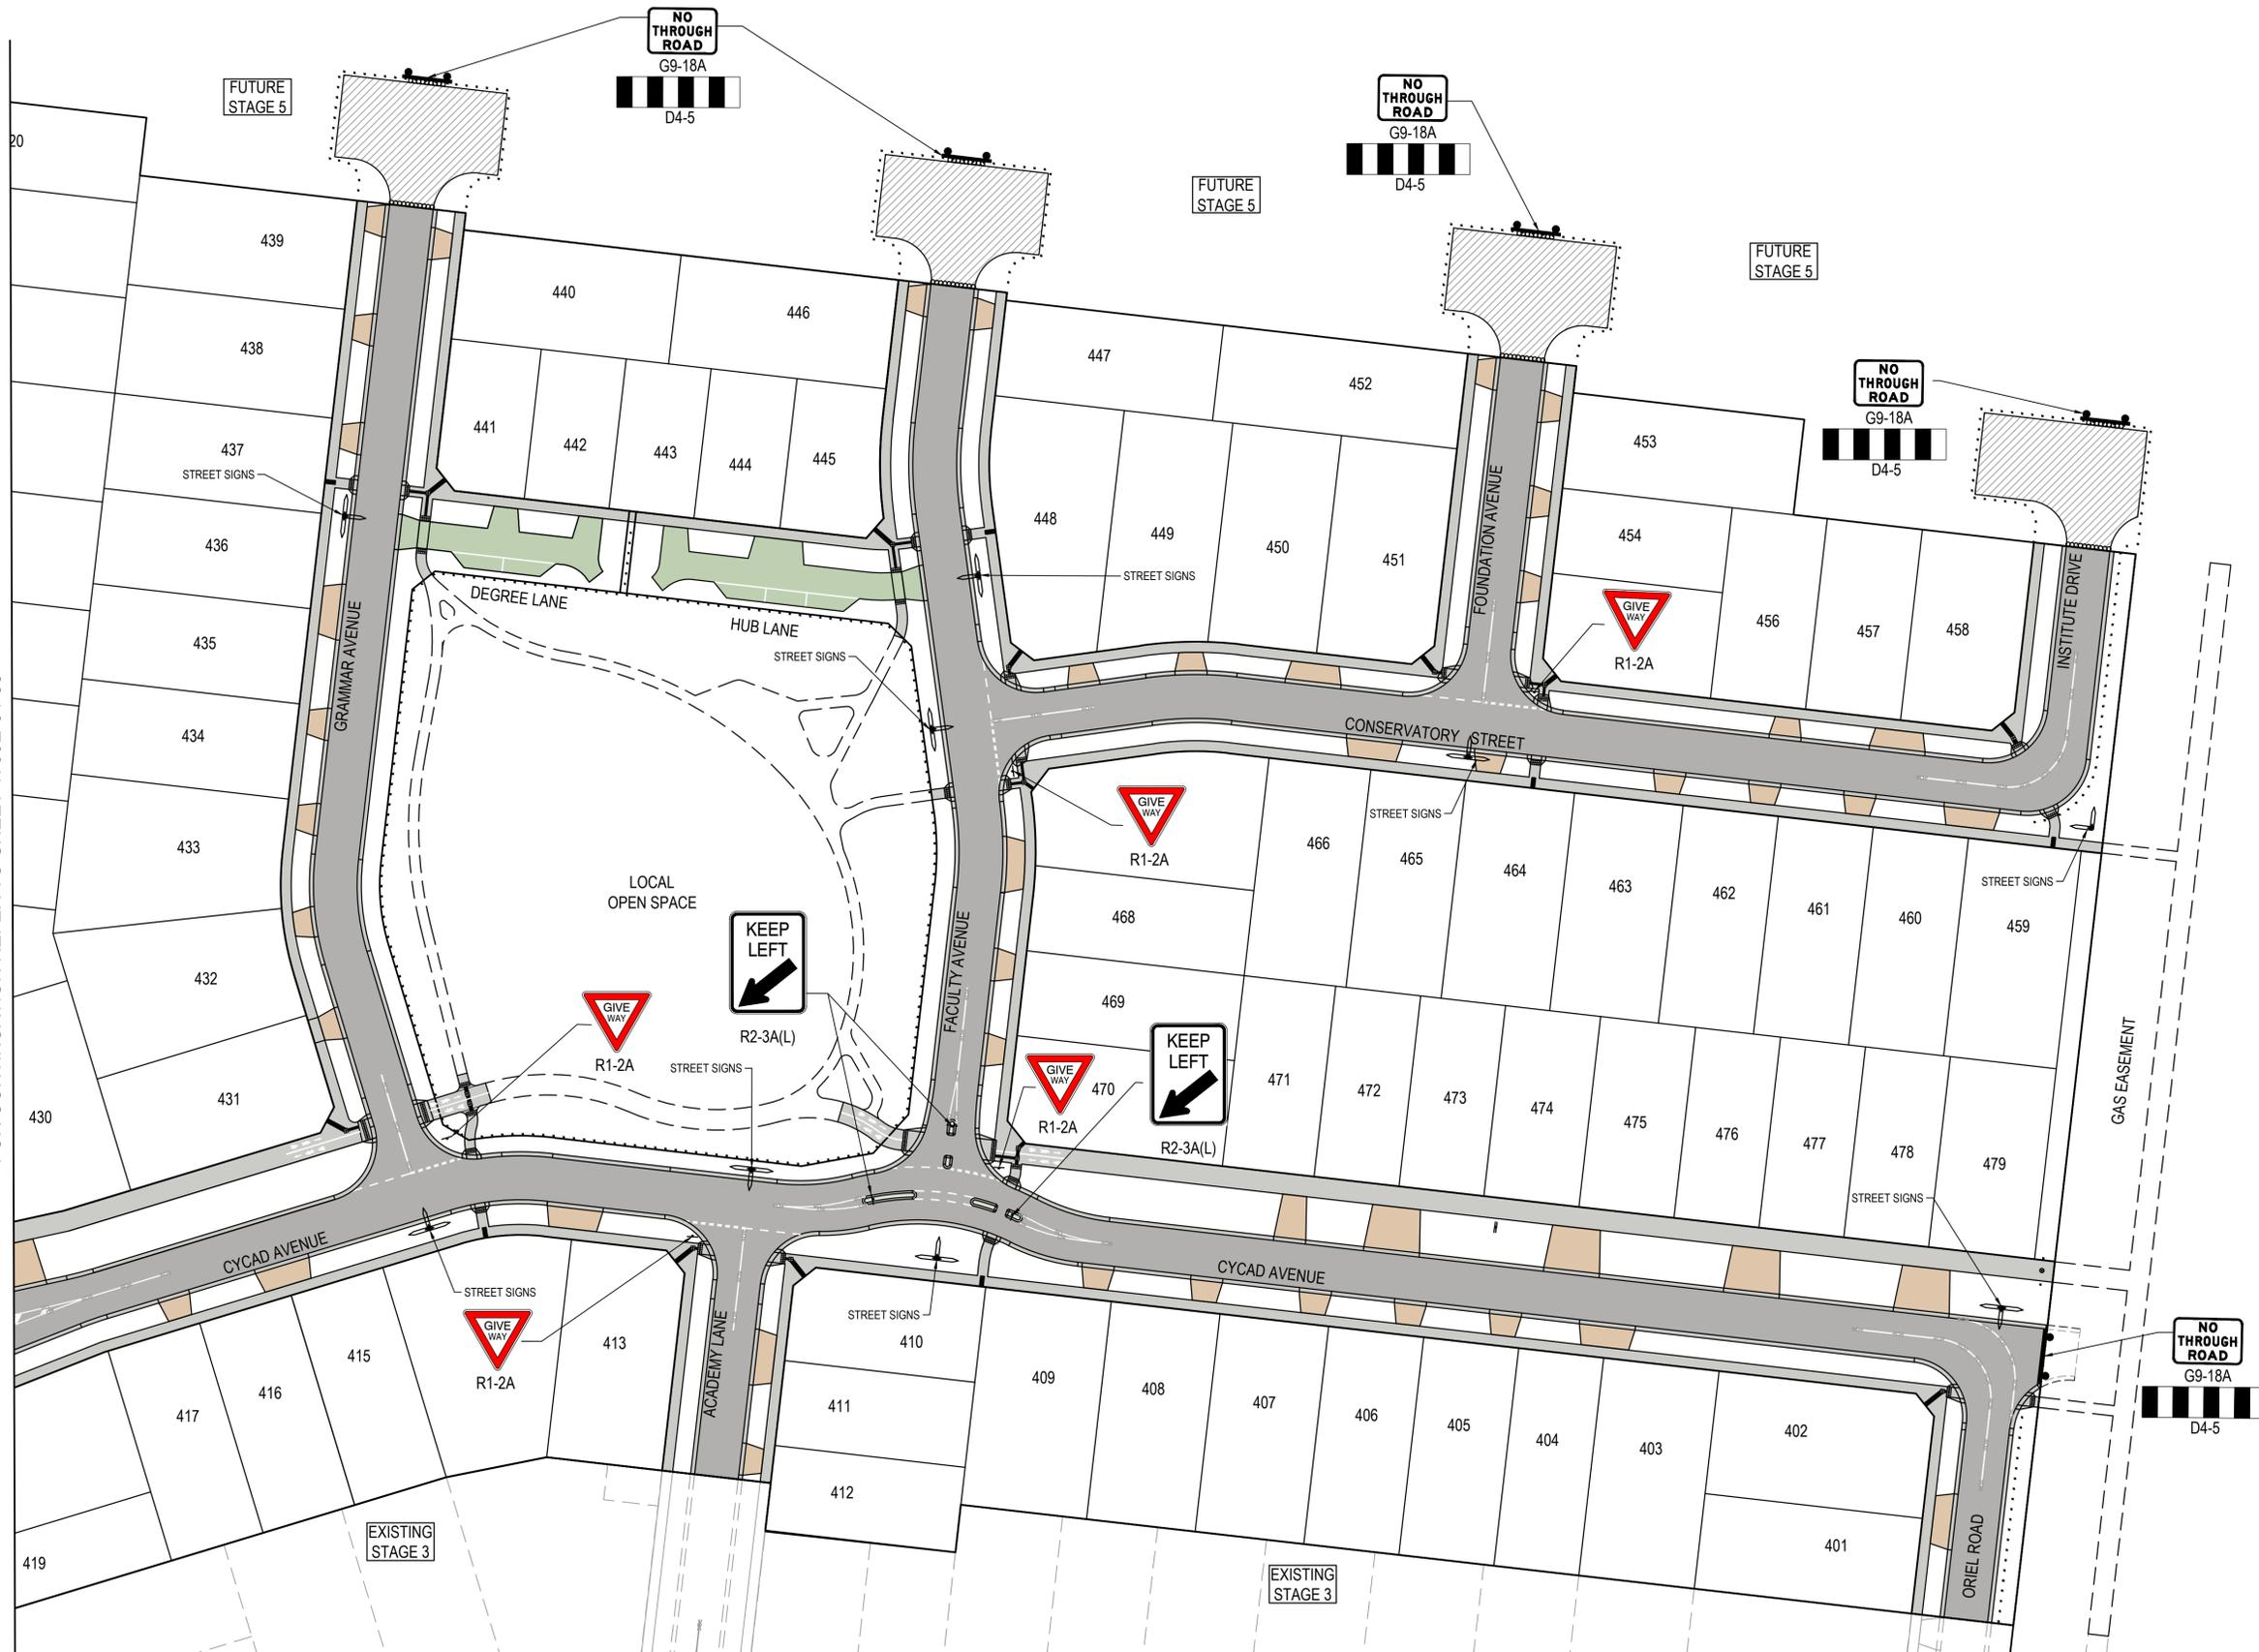 NO
THROUGH
ROAD
G9-18A
D4-5
FUTURE
STAGE 5
NO
THROUGH
ROAD
G9-18A
D4-5
FUTURE
STAGE 5
FUTURE
STAGE 5
NO
THROUGH
ROAD
G9-18A
D4-5
20
439
440
446
438
447
452
441
442
443
444
445
437
STREET SIGNS
453
448
449
450
451
454
436
STREET SIGNS
456
457
458
GIVE
WAY
R1-2A
FOUNDATION AVENUE
INSTITUTE DRIVE
DEGREE LANE
HUB LANE
STREET SIGNS
GRAMMAR AVENUE
435
434
433
CONSERVATORY STREET
GIVE
WAY
R1-2A
STREET SIGNS
466
465
464
463
462
461
460
459
STREET SIGNS
LOCAL
OPEN SPACE
468
469
FACULTY AVENUE
KEEP
LEFT
R2-3A(L)
432
431
430
GIVE
WAY
R1-2A
STREET SIGNS
GIVE
WAY
R1-2A
470
KEEP
LEFT
R2-3A(L)
471
472
473
474
475
476
477
478
479
STREET SIGNS
GAS EASEMENT
CYCAD AVENUE
STREET SIGNS
CYCAD AVENUE
STREET SIGNS
GIVE
WAY
R1-2A
413
415
416
417
419
ACADEMY LANE
410
411
412
409
408
407
406
405
404
403
402
401
ORIEL ROAD
NO
THROUGH
ROAD
G9-18A
D4-5
EXISTING
STAGE 3
EXISTING
STAGE 3